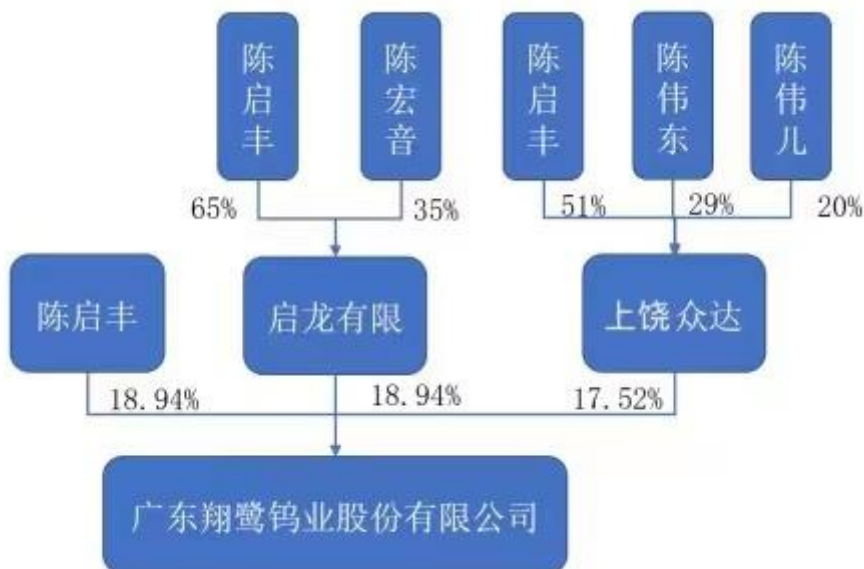 陈启丰
陈宏音
陈启丰
陈伟东
陈伟儿
65%
35%
51%
29%
20%
陈启丰
启龙有限
上饶众达
18.94%
18.94%
17.52%
广东翔鹭钨业股份有限公司